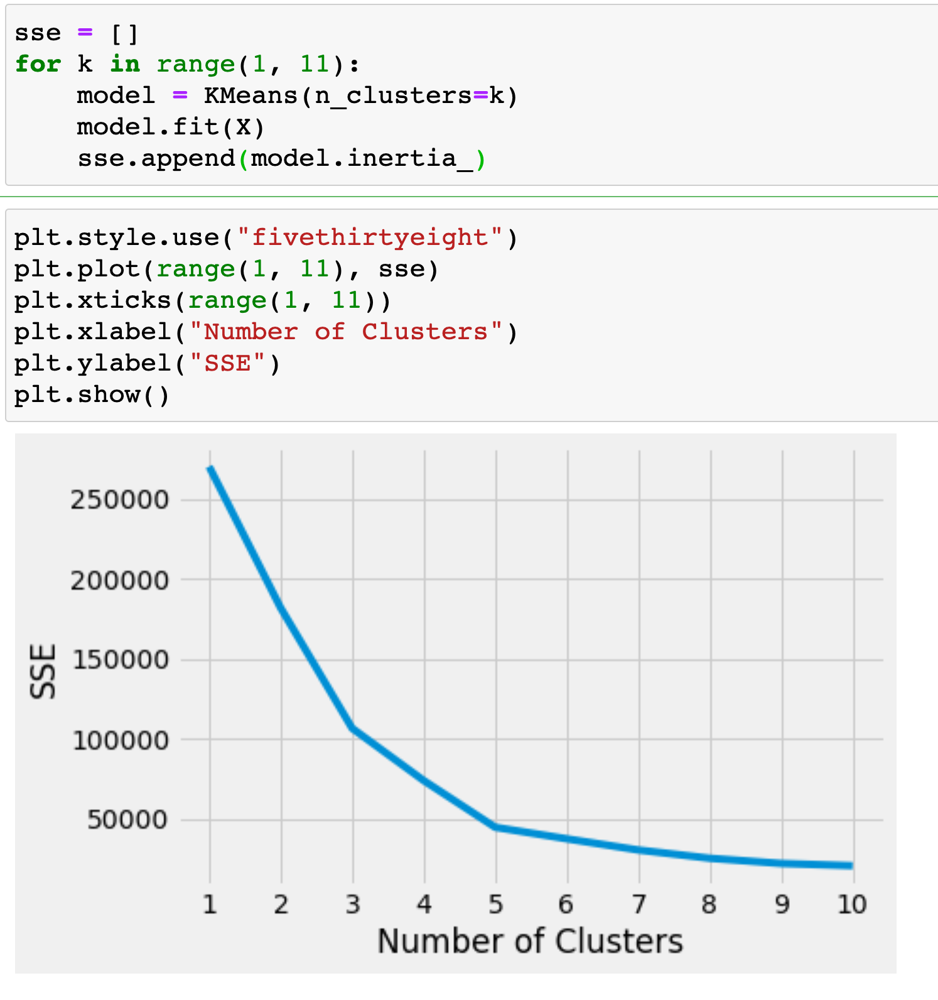 sse = []
for k in range(1, 11):
    model = KMeans(n_clusters=k)
    model.fit(X)
    sse.append(model.inertia_)
plt.style.use("fivethirtyeight")
plt.plot(range(1, 11), sse)
plt.xticks(range(1, 11))
plt.xlabel("Number of Clusters")
plt.ylabel("SSE")
plt.show()
250000
200000
150000
100000
50000
SSE
1 2 3 4 5 6 7 8 9 10
Number of Clusters